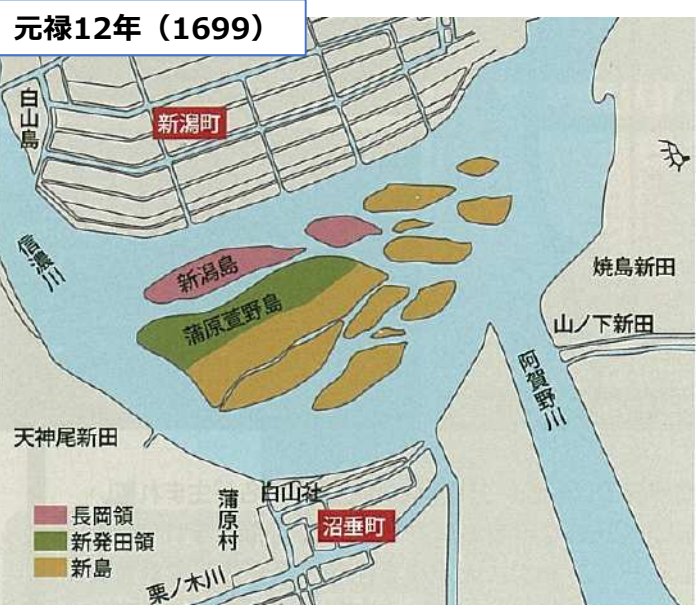 元禄12年（1699）
白山島
新潟町
信濃川
新潟島
蒲原萱野島
焼島新田
山ノ下新田
阿賀野川
天神尾新田
白山社
蒲原村
沼垂町
栗ノ木川
長岡領
新発田領
新島